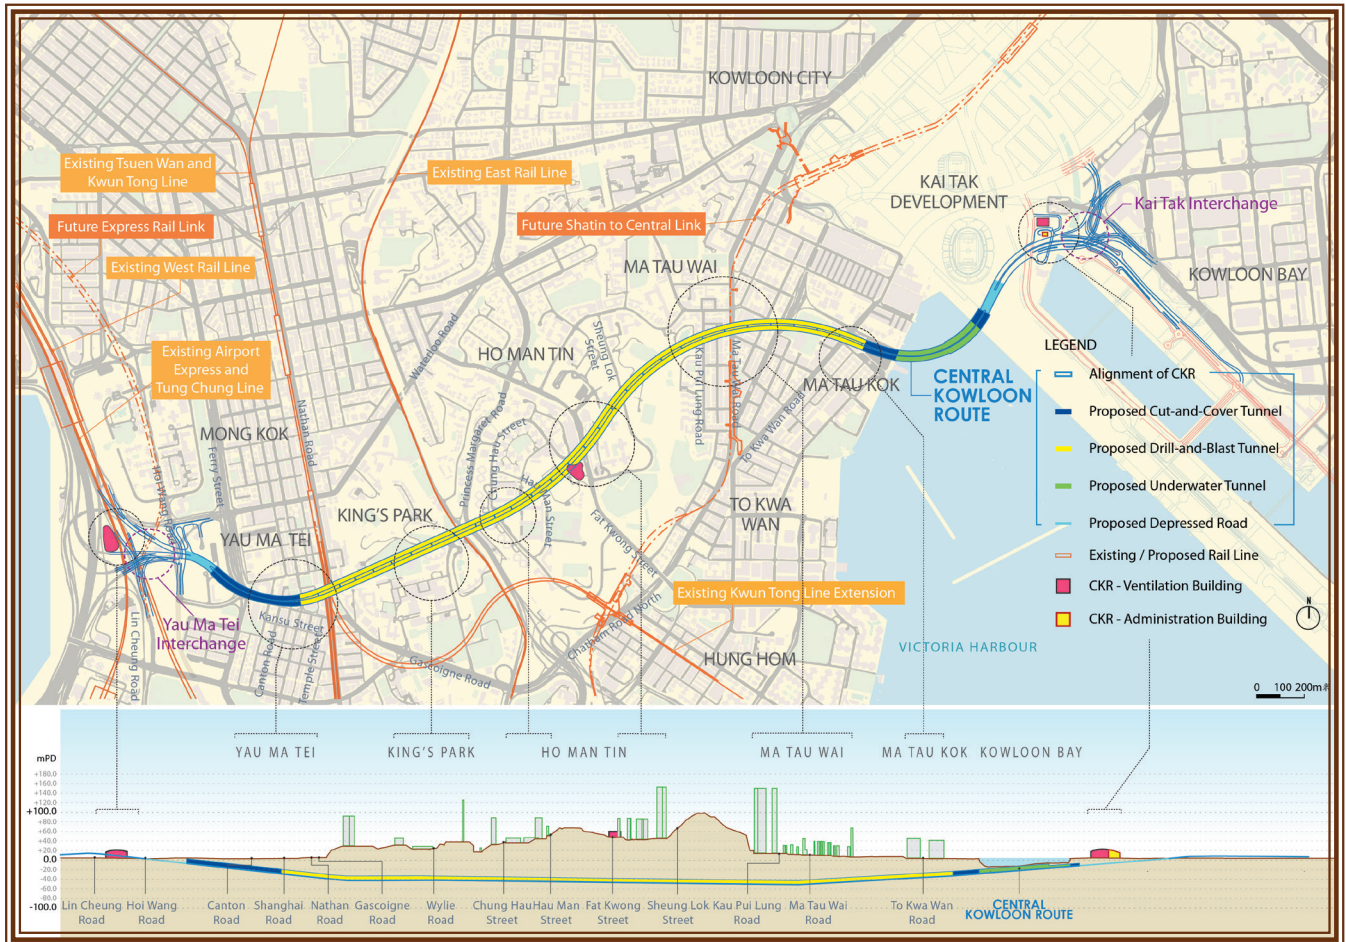 KOWLOON CITY
Existing Tsuen Wan and
Kwun Tong Line
Existing East Rail Line
KAI TAK
DEVELOPMENT
Kai Tak Interchange
Future Express Rail Link
Future Shatin to Central Link
Existing West Rail Line
MA TAU WAI
KOWLOON BAY
Existing Airport
Express and
Tung Chung Line
Waterloo Road
HO MAN TIN
Sheung Lok
Street
Kau Pui Lung Road
Ma Tau Wai Road
MA TAU KOK
CENTRAL
KOWLOON
ROUTE
LEGEND
Alignment of CKR
Proposed Cut-and-Cover Tunnel
Proposed Drill-and-Blast Tunnel
Proposed Underwater Tunnel
Proposed Depressed Road
Existing / Proposed Rail Line
CKR - Ventilation Building
CKR - Administration Building
N
MONG KOK
Nathan Road
Ferry Street
Hoi Wang Road
Princess Margaret Road
Chung Hau Street
Hau Man Street
To Kwa Wan Road
KING'S PARK
YAU MA TEI
TO KWA
WAN
Fat Kwong Street
Existing Kwun Tong Line Extension
Yau Ma Tei
Interchange
Lin Cheung Road
Kansu Street
Canton Road
Temple Street
Gascoigne Road
Chatham Road North
HUNG HOM
VICTORIA HARBOUR
0 100 200m
YAU MA TEI
KING'S PARK
HO MAN TIN
MA TAU WAI
MA TAU KOK
KOWLOON BAY
mPD
+180.0
+160.0
+140.0
+120.0
+100.0
+80.0
+60.0
+40.0
+20.0
0.0
-20.0
-40.0
-60.0
-80.0
-100.0
Lin Cheung
Road
Hoi Wang
Road
Canton
Road
Shanghai
Road
Nathan
Road
Gascoigne
Road
Wylie
Road
Chung Hau
Street
Hau Man
Street
Fat Kwong
Street
Sheung Lok
Street
Kau Pui Lung
Road
Ma Tau Wai
Road
To Kwa Wan
Road
CENTRAL
KOWLOON ROUTE